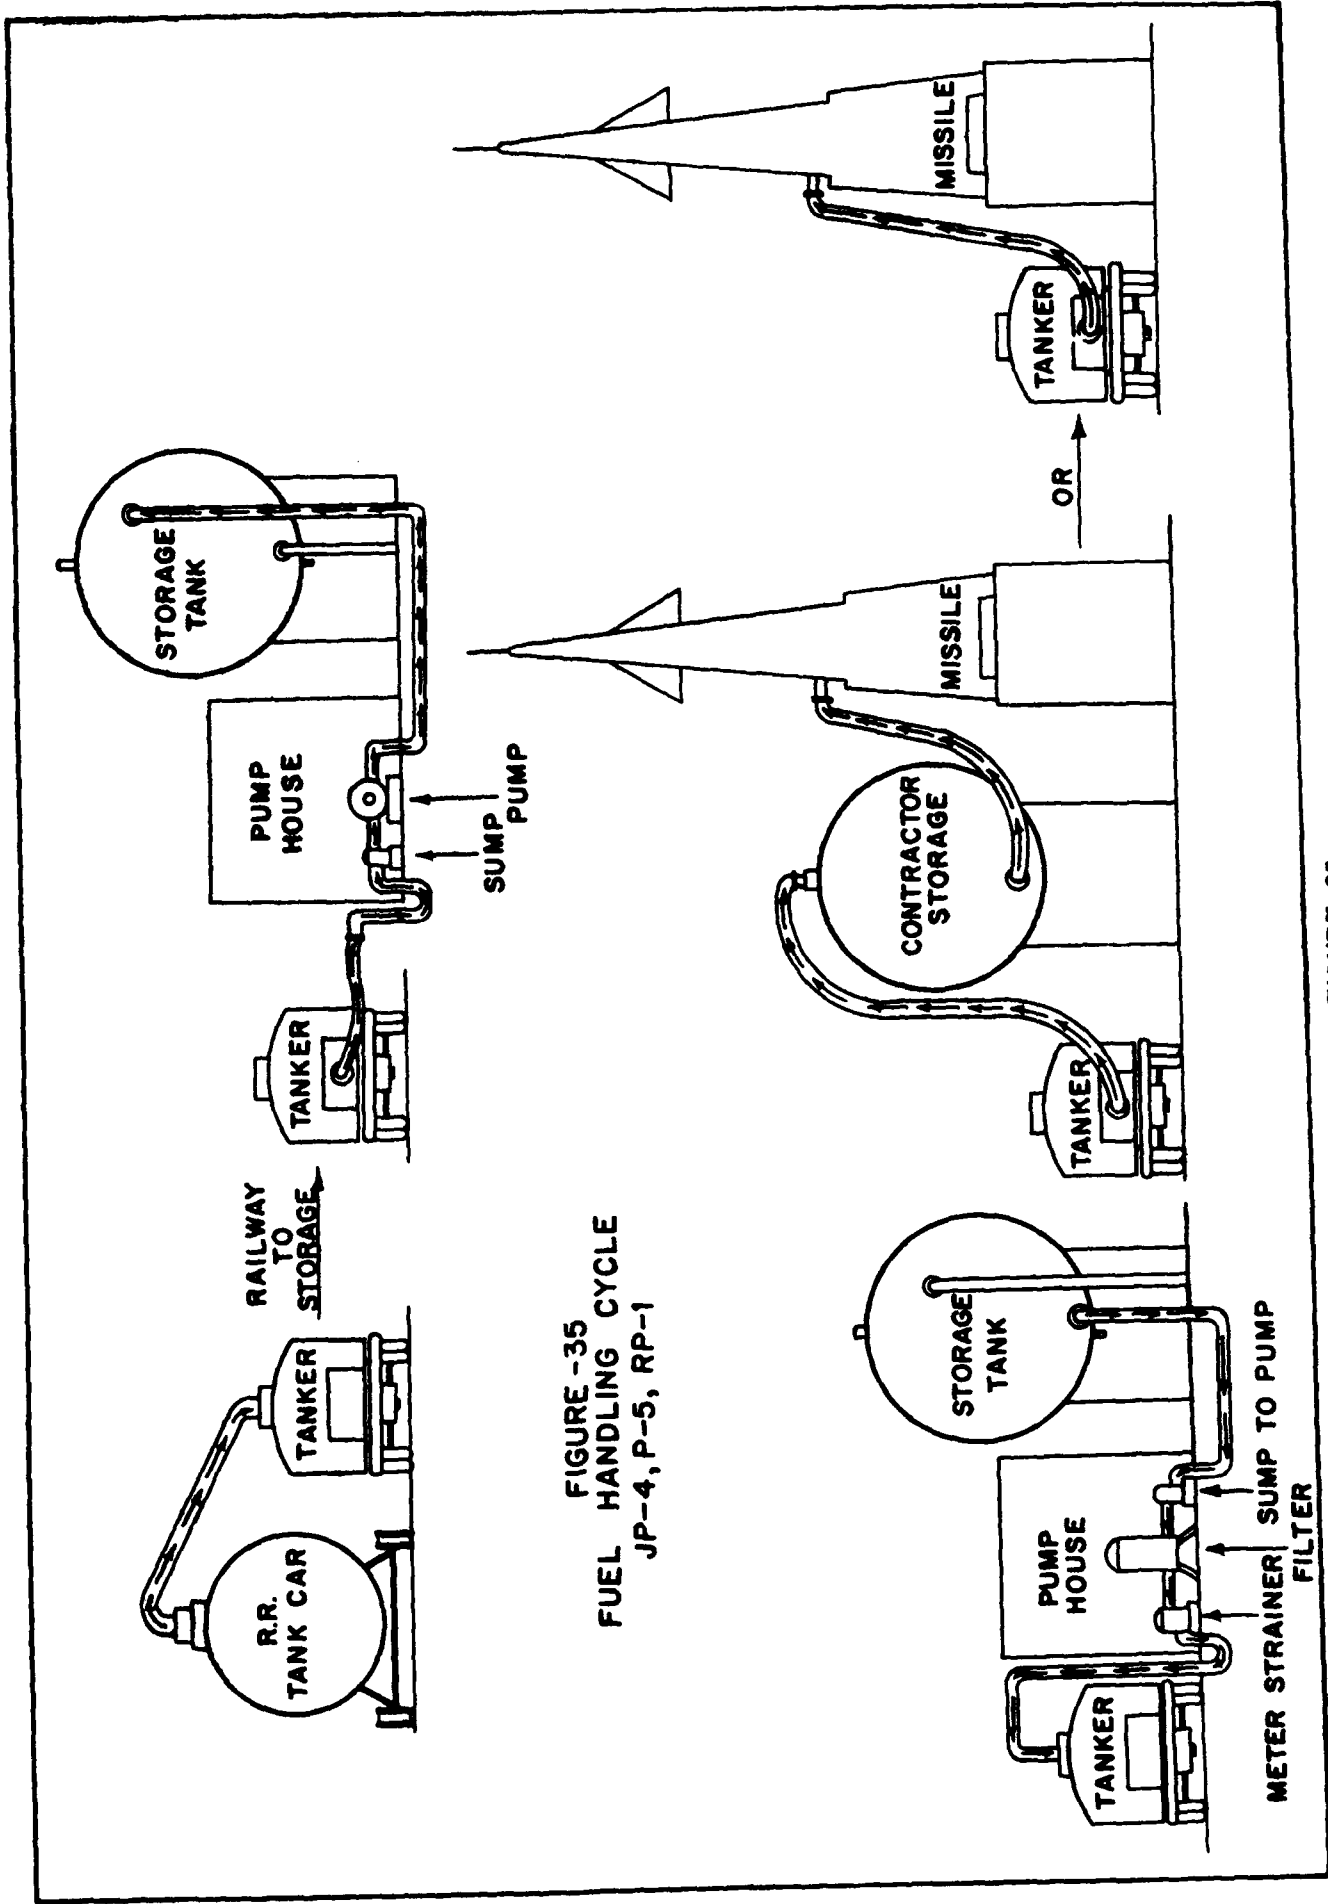 R.R.
TANK CAR
TANKER
RAILWAY
TO
STORAGE
TANKER
PUMP
HOUSE
SUMP
PUMP
STORAGE
TANK
FIGURE-35
FUEL HANDLING CYCLE
JP-4, P-5, RP-1
TANKER
PUMP
HOUSE
METER STRAINER
FILTER
SUMP TO PUMP
STORAGE
TANK
TANKER
CONTRACTOR
STORAGE
MISSILE
OR
TANKER
MISSILE